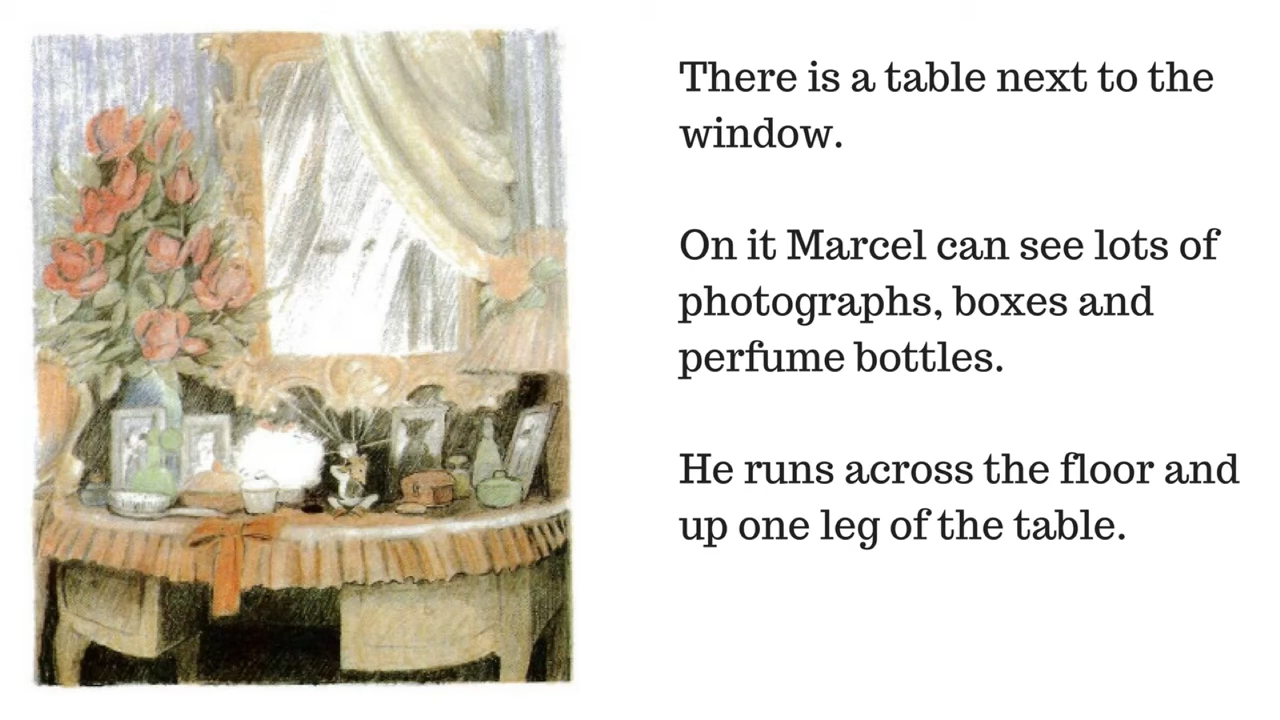 There is a table next to the
window.
On it Marcel can see lots of
photographs, boxes and
perfume bottles.
He runs across the floor and
up one leg of the table.